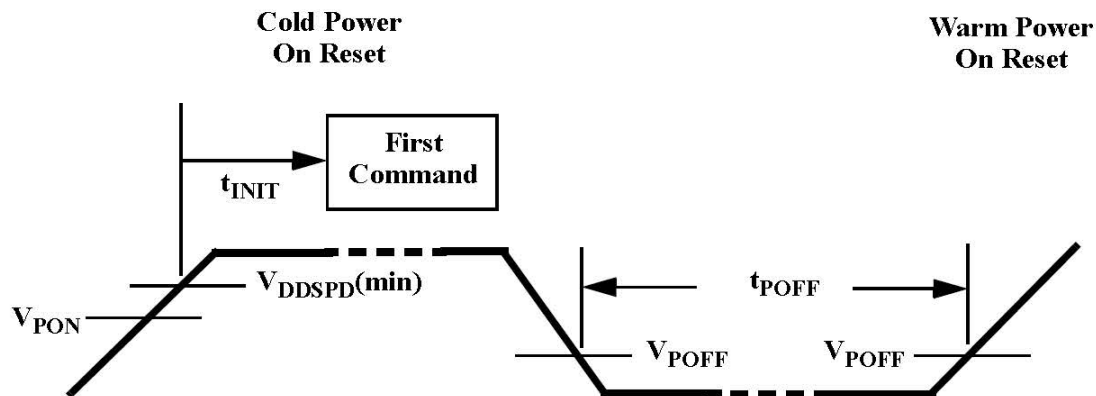 Cold Power
On Reset
Warm Power
On Reset
First
Command
tINIT
VDDSPD(min)
VPON
tPOFF
VPOFF
VPOFF